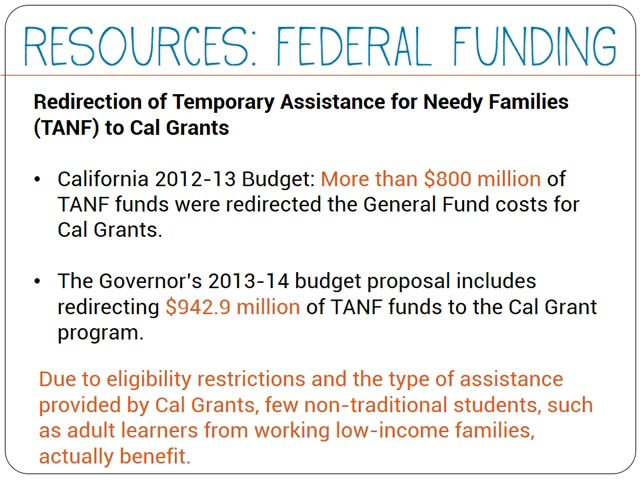 RESOURCES: FEDERAL FUNDING
Redirection of Temporary Assistance for Needy Families
(TANF) to Cal Grants
• California 2012-13 Budget: More than $800 million of
TANF funds were redirected the General Fund costs for
Cal Grants.
• The Governor's 2013-14 budget proposal includes
redirecting $942.9 million of TANF funds to the Cal Grant
program.
Due to eligibility restrictions and the type of assistance
provided by Cal Grants, few non-traditional students, such
as adult learners from working low-income families,
actually benefit.